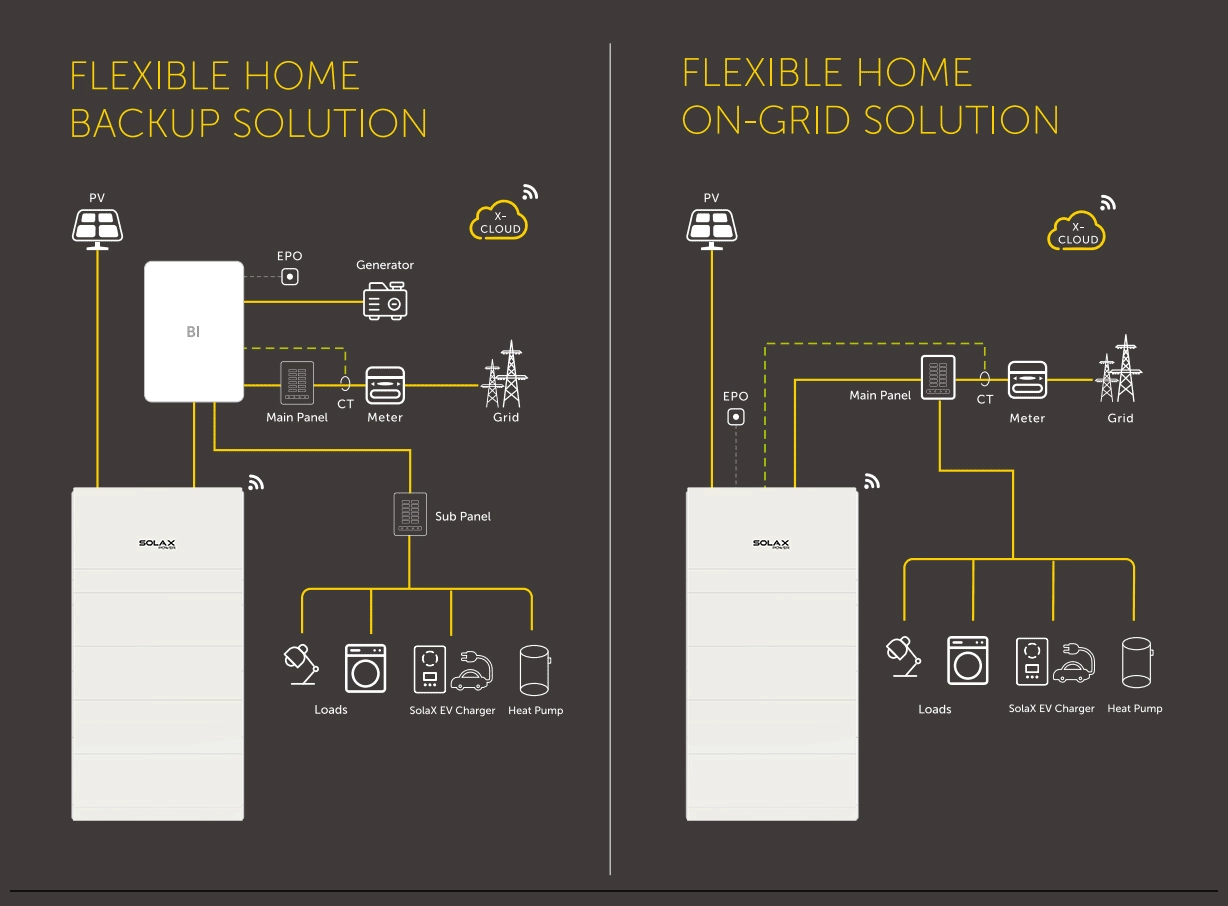 FLEXIBLE HOME
BACKUP SOLUTION
PV
X-
CLOUD
EPO
Generator
BI
Main Panel
CT
Meter
Grid
SOLAX
POWER
Sub Panel
Loads
SolaX EV Charger
Heat Pump
FLEXIBLE HOME
ON-GRID SOLUTION
PV
X-
CLOUD
EPO
Main Panel
CT
Meter
Grid
SOLAX
POWER
Loads
SolaX EV Charger
Heat Pump